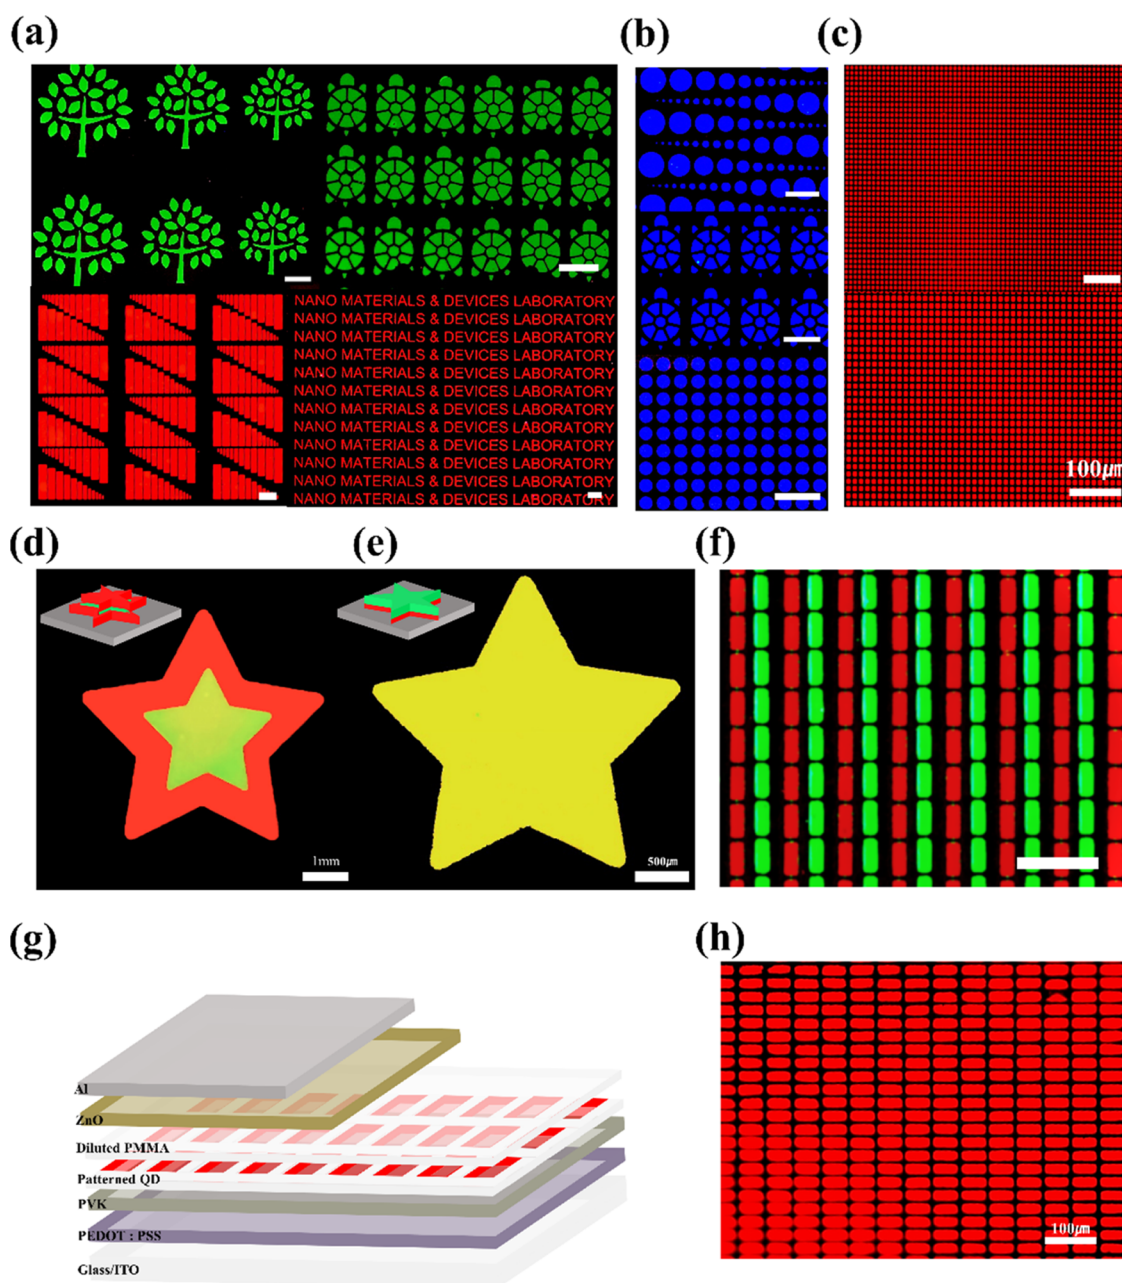 (a)
(b)
(c)
NANO MATERIALS & DEVICES LABORATORY
NANO MATERIALS & DEVICES LABORATORY
NANO MATERIALS & DEVICES LABORATORY
NANO MATERIALS & DEVICES LABORATORY
NANO MATERIALS & DEVICES LABORATORY
NANO MATERIALS & DEVICES LABORATORY
NANO MATERIALS & DEVICES LABORATORY
NANO MATERIALS & DEVICES LABORATORY
NANO MATERIALS & DEVICES LABORATORY
NANO MATERIALS & DEVICES LABORATORY
NANO MATERIALS & DEVICES LABORATORY
NANO MATERIALS & DEVICES LABORATORY
100㎛
(d)
(e)
(f)
1mm
500㎛
(g)
(h)
Al
ZnO
Diluted PMMA
Patterned QD
PVK
PEDOT : PSS
Glass/ITO
100㎛